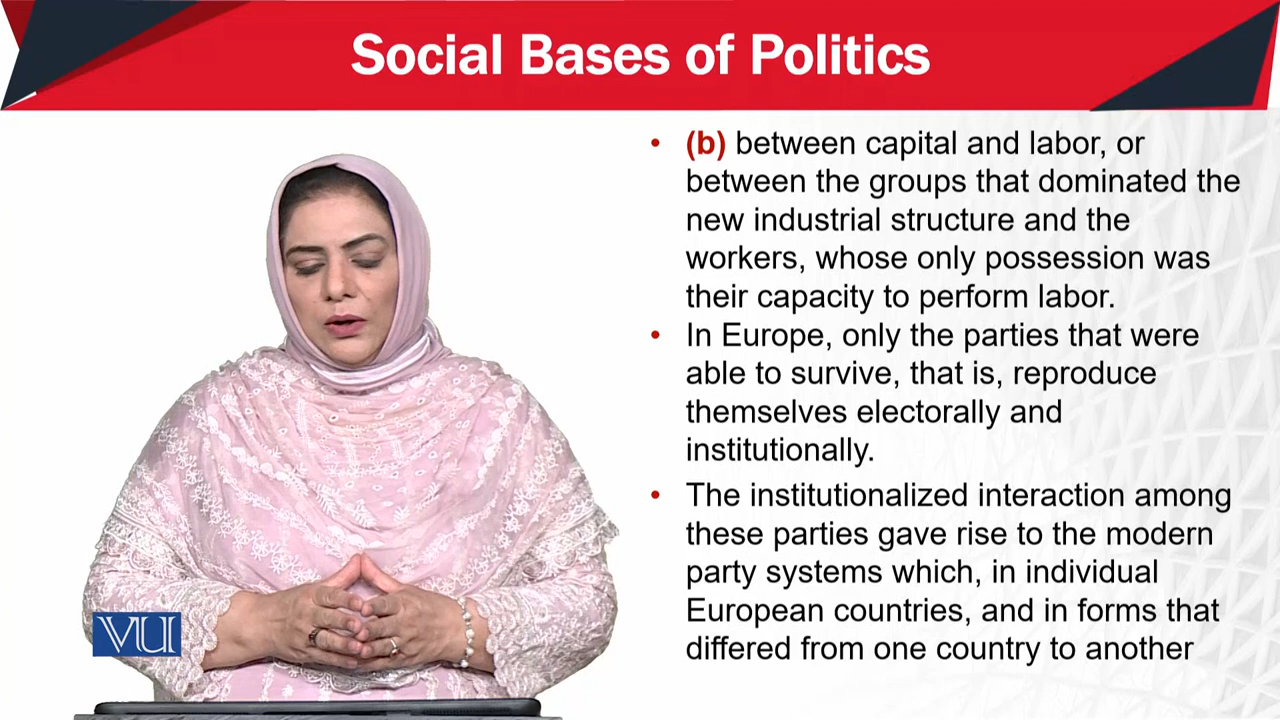 Social Bases of Politics
• (b) between capital and labor, or
between the groups that dominated the
new industrial structure and the
workers, whose only possession was
their capacity to perform labor.
• In Europe, only the parties that were
able to survive, that is, reproduce
themselves electorally and
institutionally.
• The institutionalized interaction among
these parties gave rise to the modern
party systems which, in individual
European countries, and in forms that
differed from one country to another
VU